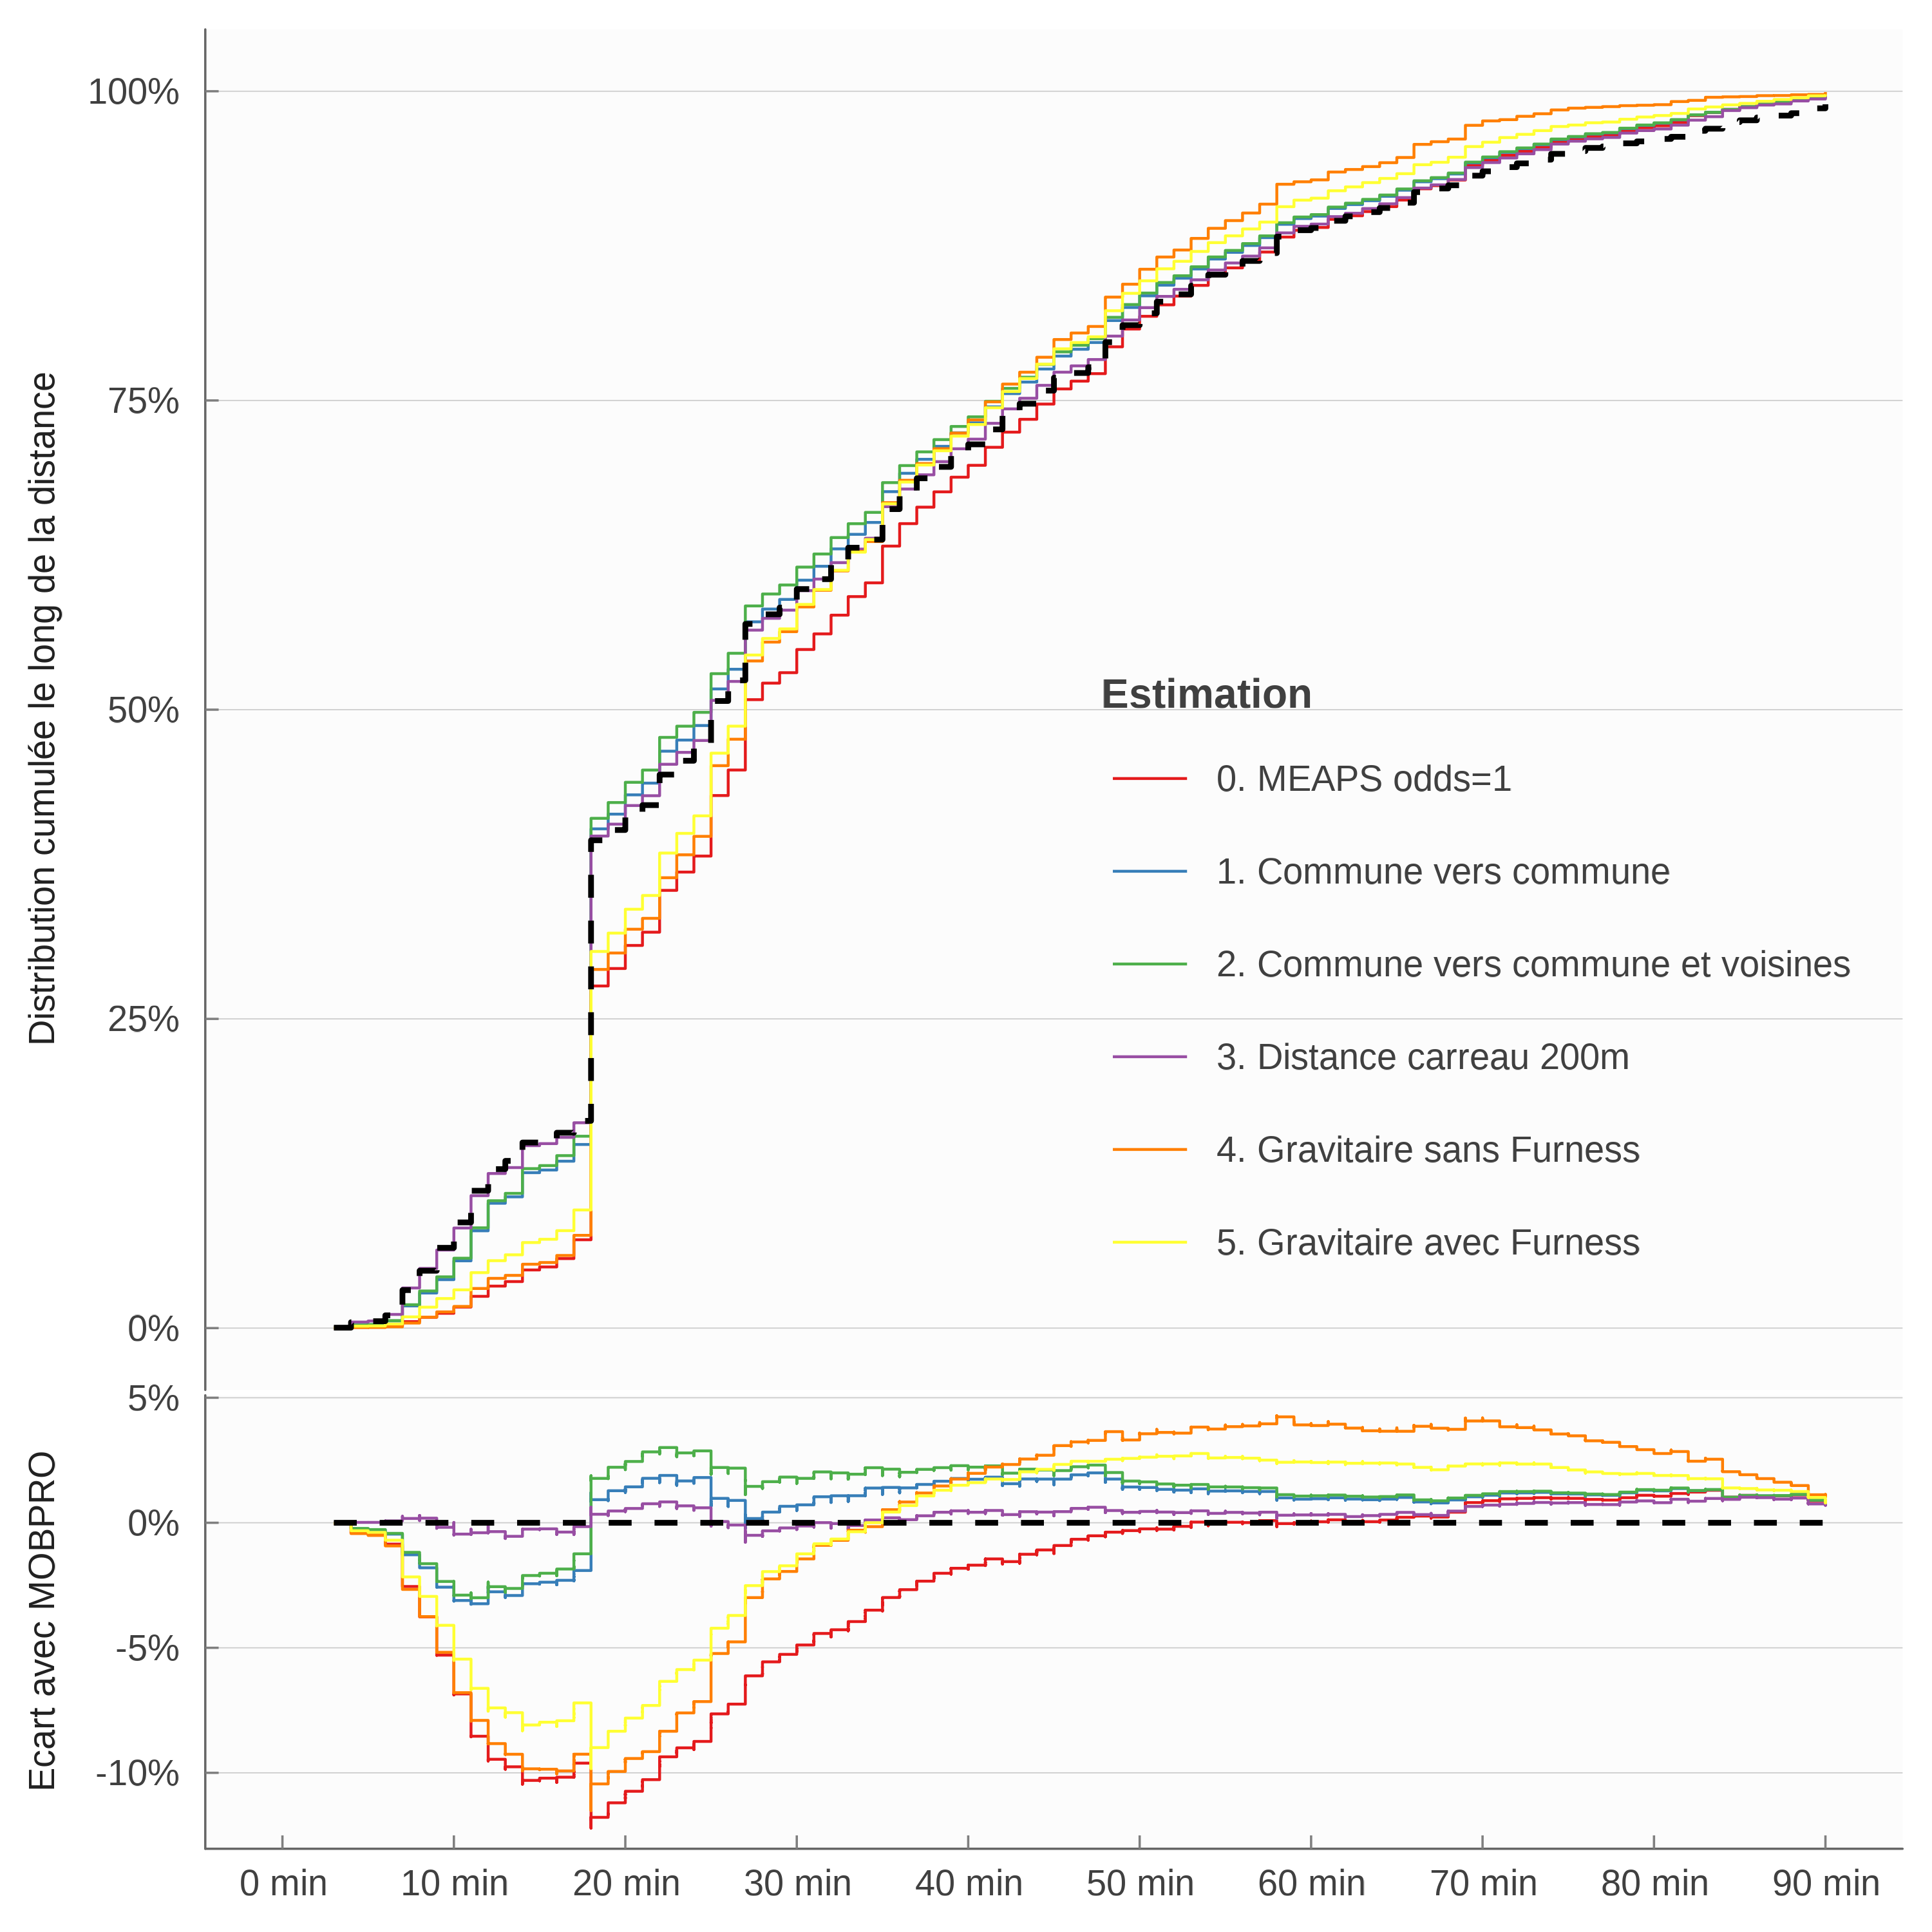 Distribution cumulée le long de la distance
100%
75%
50%
25%
0%
Estimation
0. MEAPS odds=1
1. Commune vers commune
2. Commune vers commune et voisines
3. Distance carreau 200m
4. Gravitaire sans Furness
5. Gravitaire avec Furness
Ecart avec MOBPRO
5%
0%
-5%
-10%
0 min
10 min
20 min
30 min
40 min
50 min
60 min
70 min
80 min
90 min